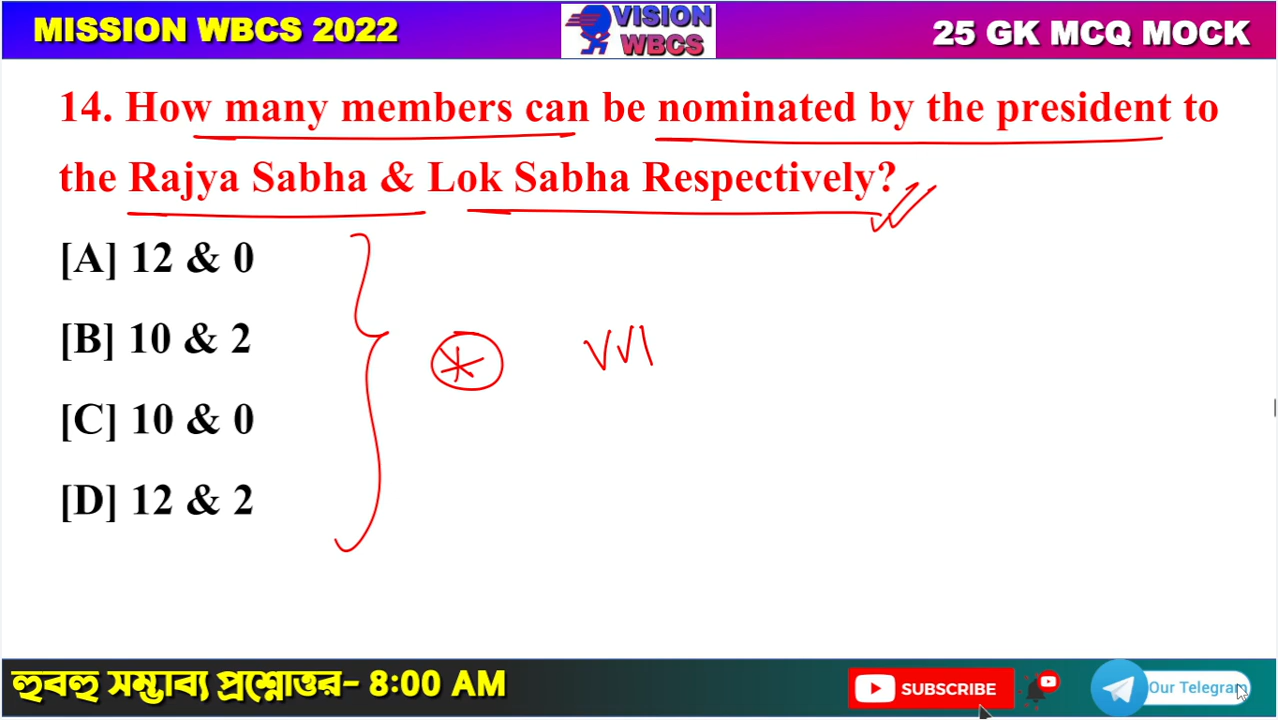 MISSION WBCS 2022
VISION
WBCS
25 GK MCQ MOCK
14. How many members can be nominated by the president to
the Rajya Sabha & Lok Sabha Respectively?
[A] 12 & 0
[B] 10 & 2
[C] 10 & 0
[D] 12 & 2
VVI
হুবহু সম্ভাব্য প্রশ্নোত্তর- 8:00 AM
SUBSCRIBE
Our Telegram